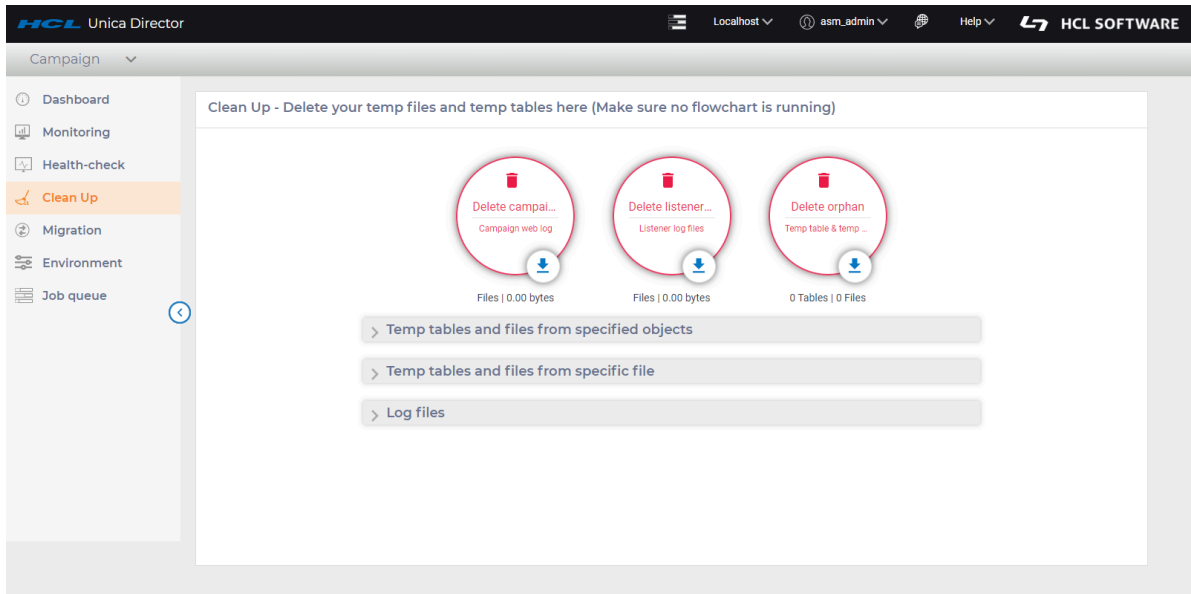 HCL Unica Director
Localhost
asm_admin
Help
HCL SOFTWARE
Campaign
Dashboard
Monitoring
Health-check
Clean Up
Migration
Environment
Job queue
Clean Up - Delete your temp files and temp tables here (Make sure no flowchart is running)
Delete campai...
Campaign web log
Files | 0.00 bytes
Delete listener...
Listener log files
Files | 0.00 bytes
Delete orphan
Temp table & temp ...
0 Tables | 0 Files
Temp tables and files from specified objects
Temp tables and files from specific file
Log files